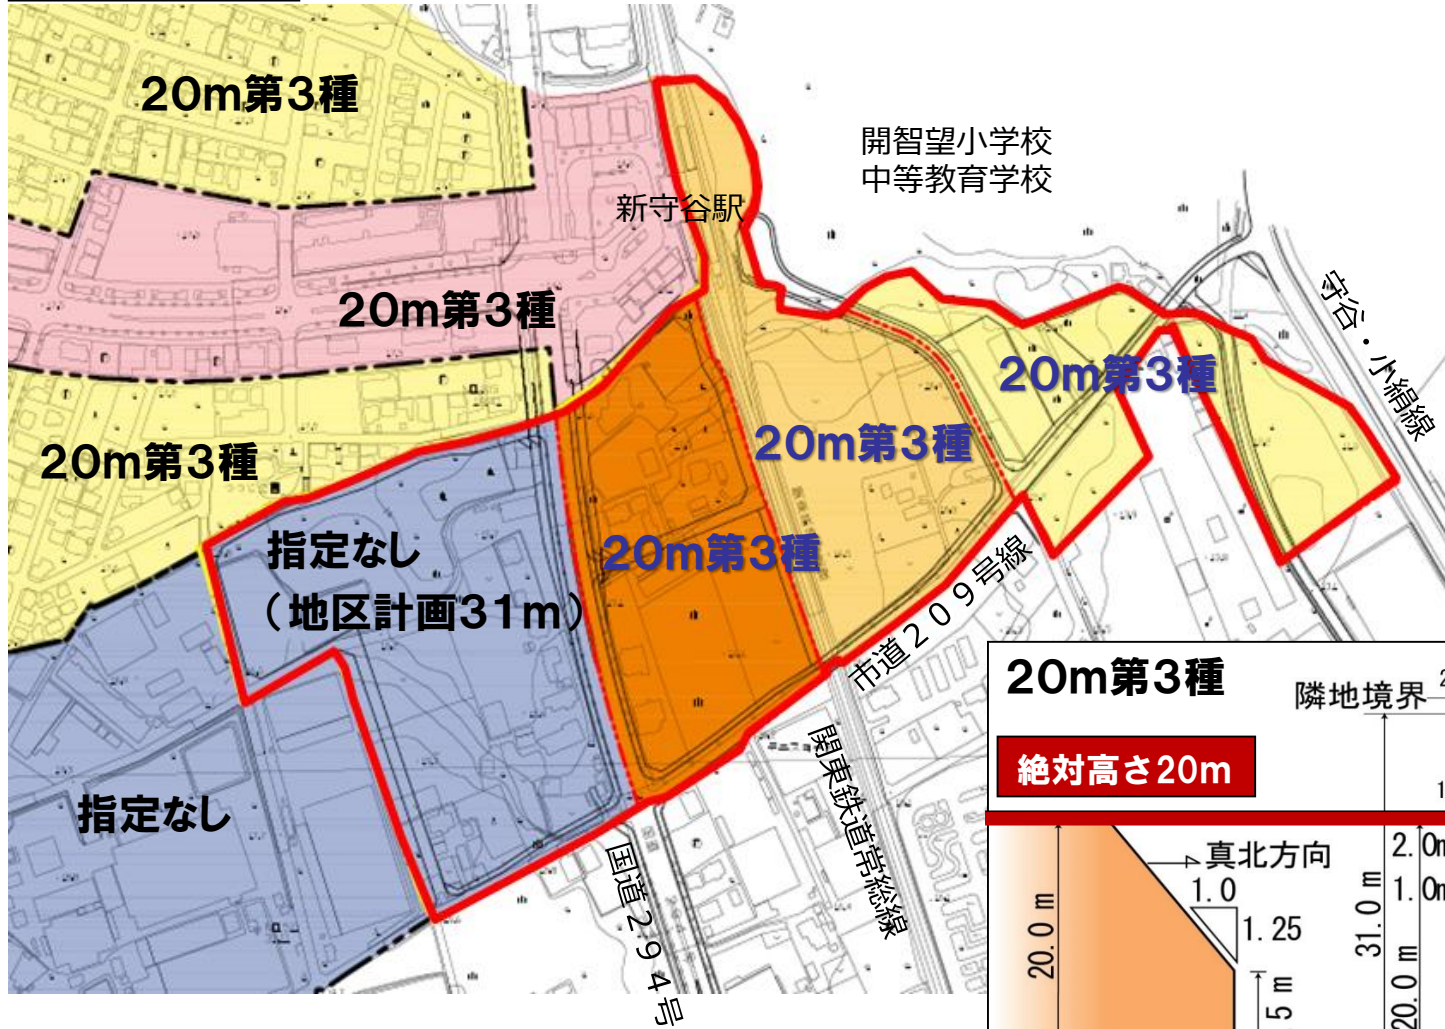 20m第3種
開智望小学校
中等教育学校
新守谷駅
20m第3種
守谷・小絹線
20m第3種
20m第3種
20m第3種
指定なし
（地区計画31m）
20m第3種
市道209号線
20m第3種
隣地境界
絶対高さ20m
関東鉄道常総線
指定なし
国道294号
真北方向
1.0
1.25
20.0 m
31.0 m
2.0m
1.0m
20.0 m
5 m